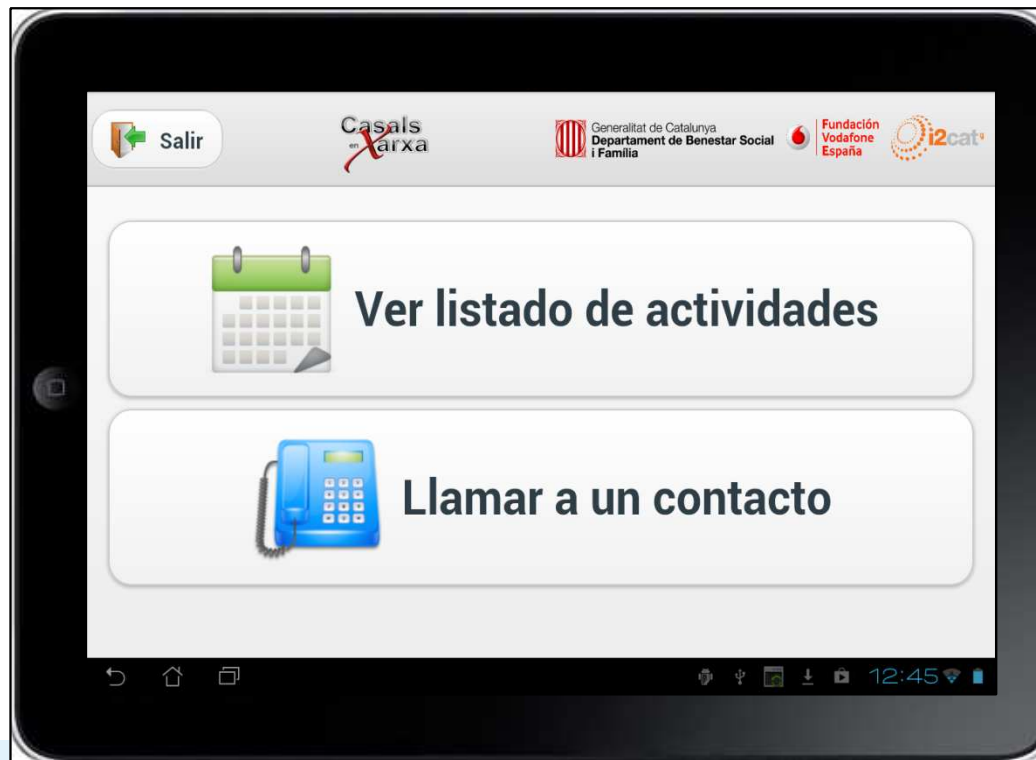 Salir
Casals
en Xarxa
Generalitat de Catalunya
Departament de Benestar Social
i Família
Fundación
Vodafone
España
i2cat
Ver listado de actividades
Llamar a un contacto
12:45